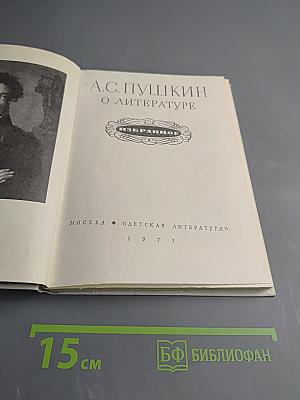 А.С.ПУШКИН
О ЛИТЕРАТУРЕ
ИЗБРАННОЕ
МОСКВА «ДЕТСКАЯ ЛИТЕРАТУРА»
1977
15 см
БФ БИБЛИОФАН